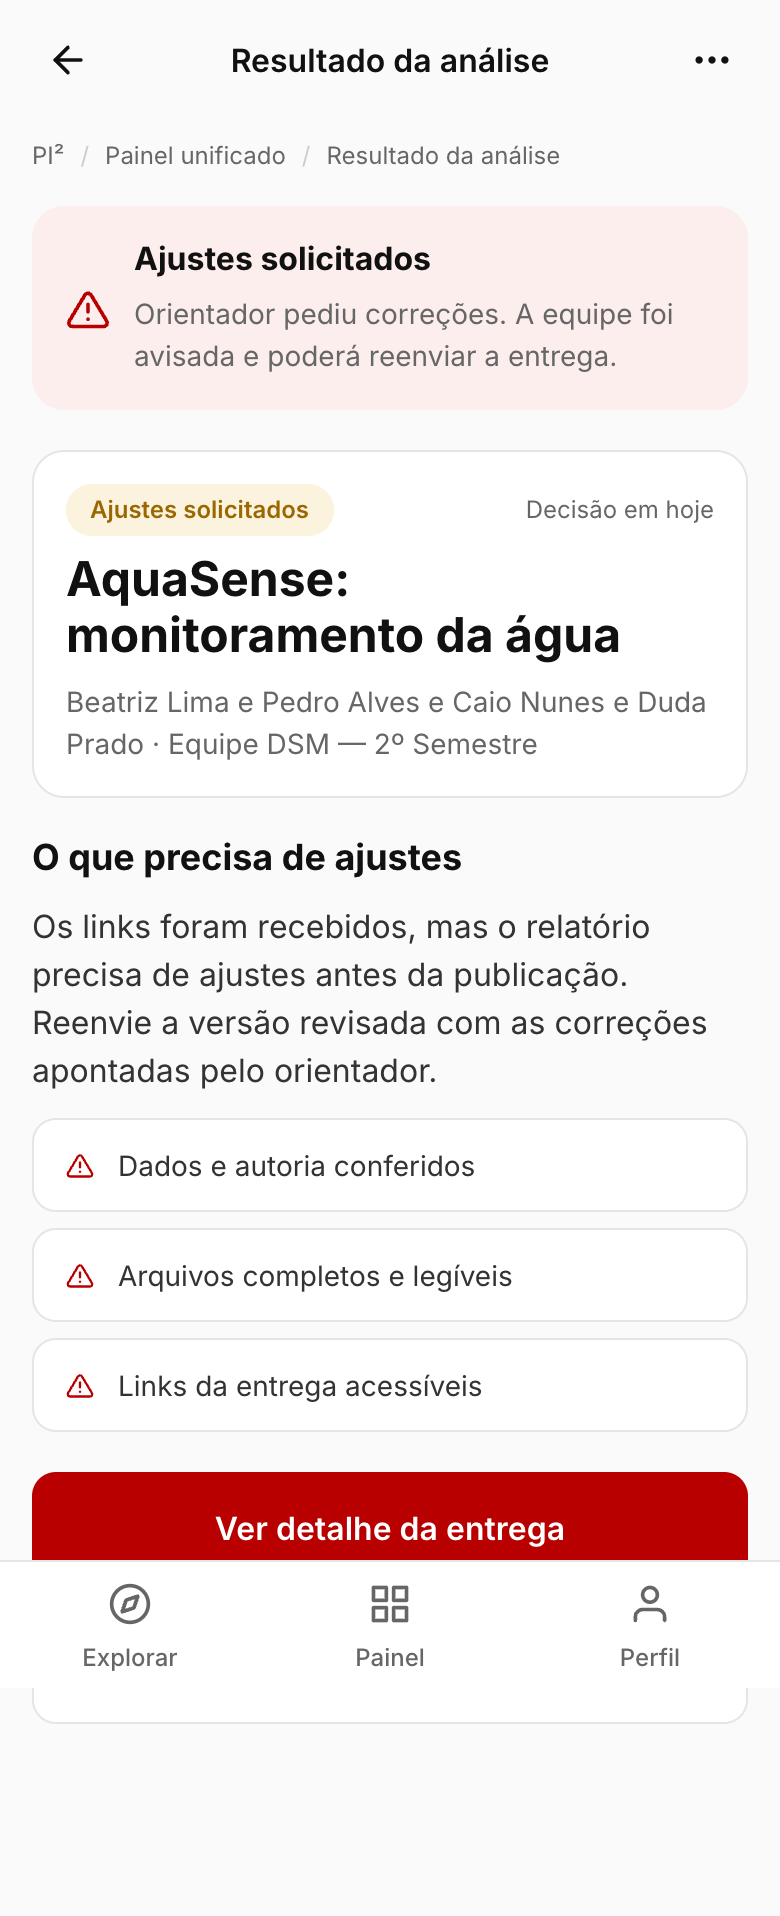 Resultado da análise
PI² / Painel unificado / Resultado da análise
Ajustes solicitados
Orientador pediu correções. A equipe foi
avisada e poderá reenviar a entrega.
Ajustes solicitados
Decisão em hoje
AquaSense:
monitoramento da água
Beatriz Lima e Pedro Alves e Caio Nunes e Duda
Prado · Equipe DSM — 2º Semestre
O que precisa de ajustes
Os links foram recebidos, mas o relatório
precisa de ajustes antes da publicação.
Reenvie a versão revisada com as correções
apontadas pelo orientador.
Dados e autoria conferidos
Arquivos completos e legíveis
Links da entrega acessíveis
Ver detalhe da entrega
Explorar
Painel
Perfil